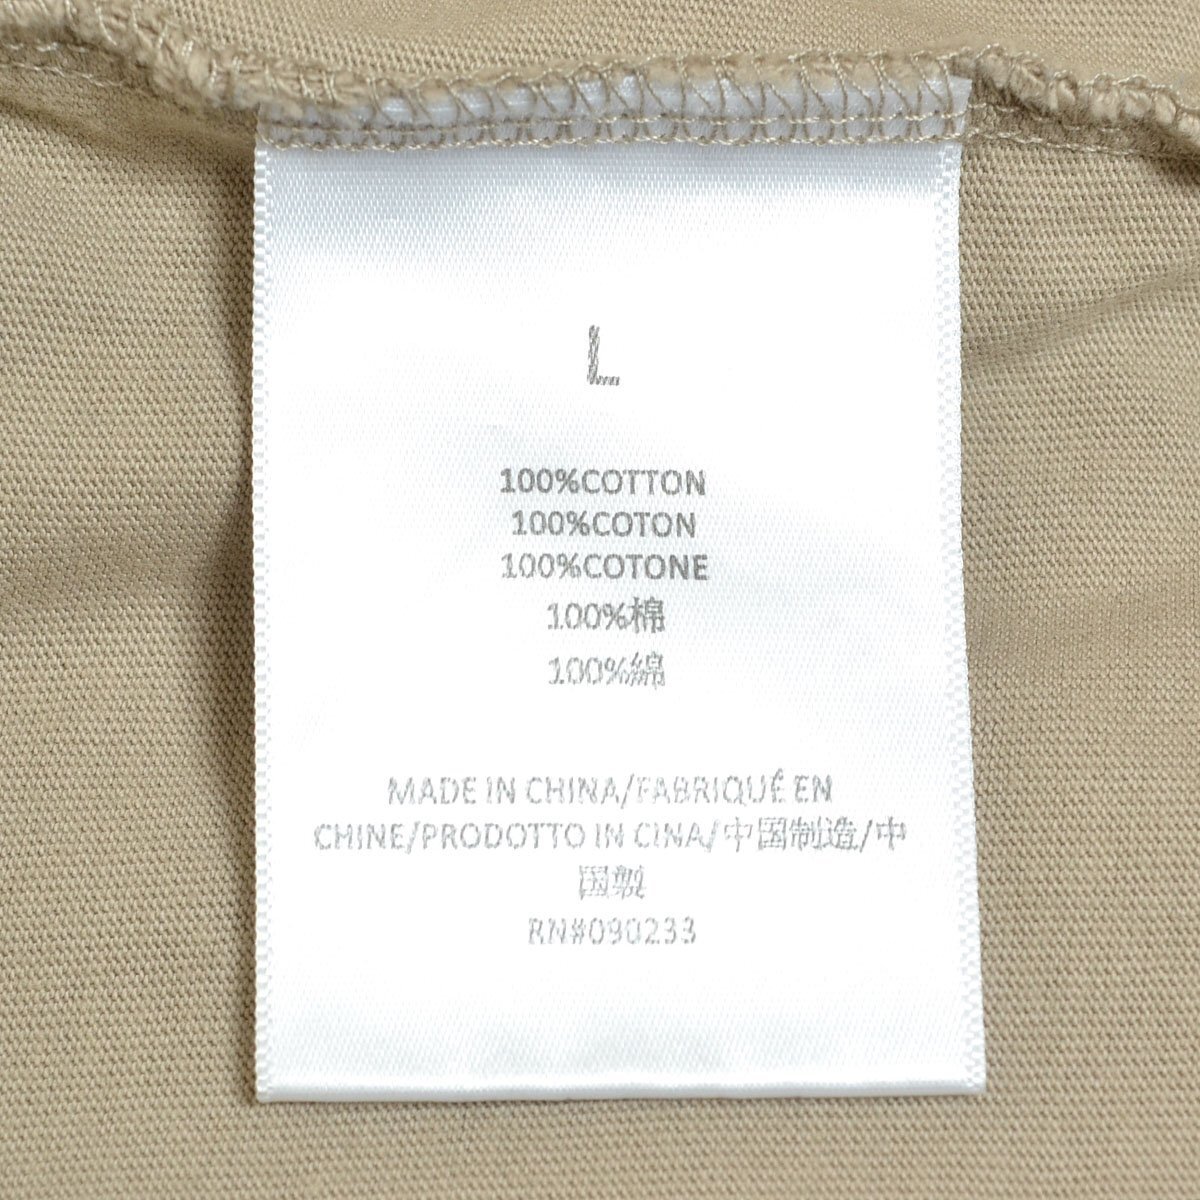 L
100%COTTON
100%COTON
100%COTONE
100%棉
100%綿
MADE IN CHINA/FABRIQUÉ EN
CHINE/PRODOTTO IN CINA/中国制造/中
国製
RN#090233